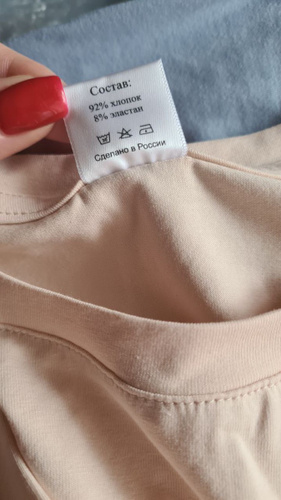 Состав:
92% хлопок
8% эластан
Сделано в России